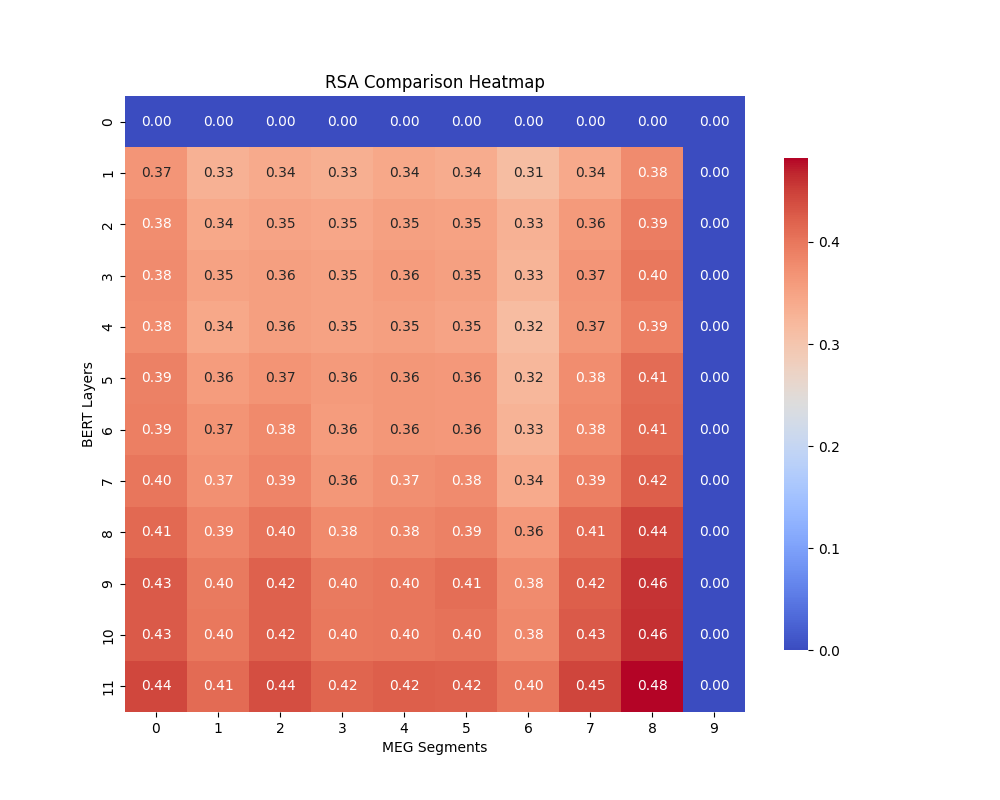 RSA Comparison Heatmap
0 0.00 0.00 0.00 0.00 0.00 0.00 0.00 0.00 0.00 0.00
1 0.37 0.33 0.34 0.33 0.34 0.34 0.31 0.34 0.38 0.00
2 0.38 0.34 0.35 0.35 0.35 0.35 0.33 0.36 0.39 0.00
3 0.38 0.35 0.36 0.35 0.36 0.35 0.33 0.37 0.40 0.00
4 0.38 0.34 0.36 0.35 0.35 0.35 0.32 0.37 0.39 0.00
5 0.39 0.36 0.37 0.36 0.36 0.36 0.32 0.38 0.41 0.00
6 0.39 0.37 0.38 0.36 0.36 0.36 0.33 0.38 0.41 0.00
7 0.40 0.37 0.39 0.36 0.37 0.38 0.34 0.39 0.42 0.00
8 0.41 0.39 0.40 0.38 0.38 0.39 0.36 0.41 0.44 0.00
9 0.43 0.40 0.42 0.40 0.40 0.41 0.38 0.42 0.46 0.00
10 0.43 0.40 0.42 0.40 0.40 0.40 0.38 0.43 0.46 0.00
11 0.44 0.41 0.44 0.42 0.42 0.42 0.40 0.45 0.48 0.00
0 1 2 3 4 5 6 7 8 9
MEG Segments
BERT Layers
0.4
0.3
0.2
0.1
0.0